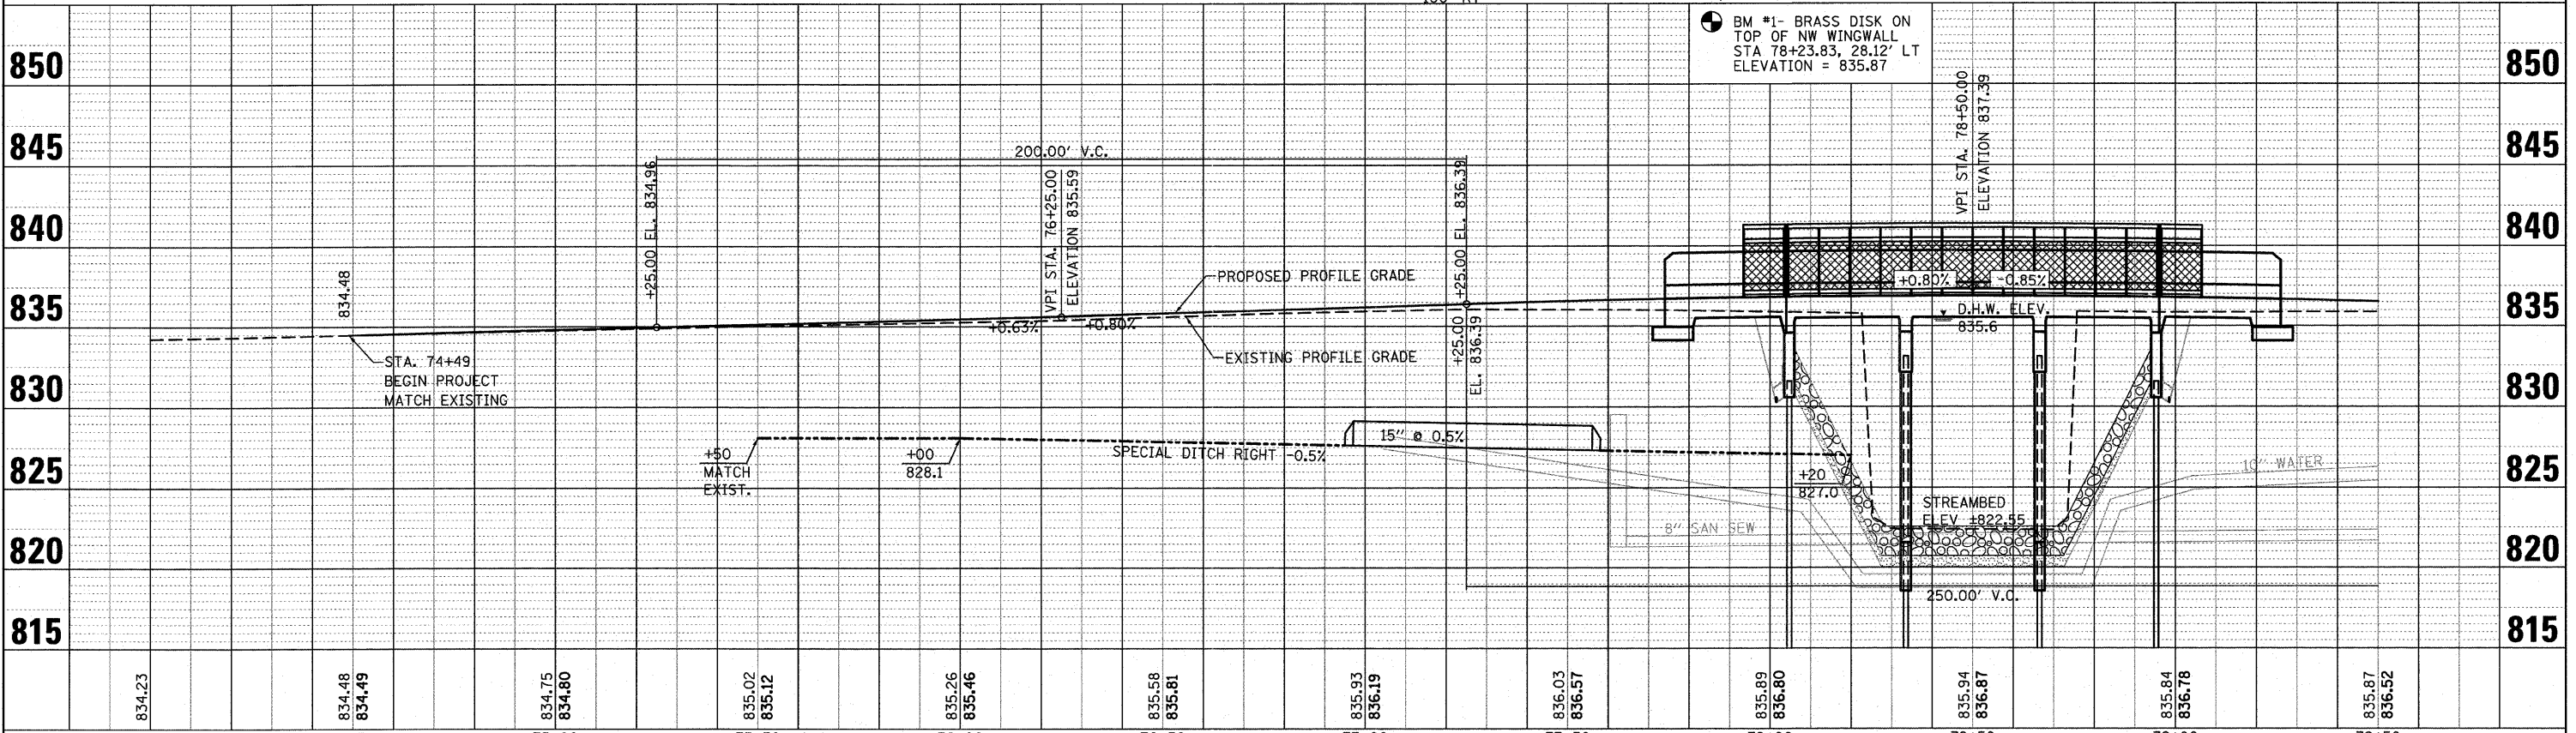 BM #1- BRASS DISK ON
TOP OF NW WINGWALL
STA 78+23.83, 28.12' LT
ELEVATION = 835.87
850
850
845
845
840
840
835
835
830
830
825
825
820
820
815
815
200.00' V.C.
834.48
+25.00 EL. 834.96
VPI STA. 76+25.00
ELEVATION 835.59
+25.00 EL. 836.39
+25.00
EL. 836.39
VPI STA. 78+50.00
ELEVATION 837.39
PROPOSED PROFILE GRADE
+0.63%
+0.80%
EXISTING PROFILE GRADE
STA. 74+49
BEGIN PROJECT
MATCH EXISTING
+0.80%
-0.85%
D.H.W. ELEV.
835.6
+50
MATCH
EXIST.
+00
828.1
SPECIAL DITCH RIGHT -0.5%
15" @ 0.5%
+20
827.0
8" SAN SEW
STREAMBED
ELEV ±822.55
10" WATER
250.00' V.C.
834.23
834.48
834.49
834.75
834.80
835.02
835.12
835.26
835.46
835.58
835.81
835.93
836.19
836.03
836.57
835.89
836.80
835.94
836.87
835.84
836.78
835.87
836.52